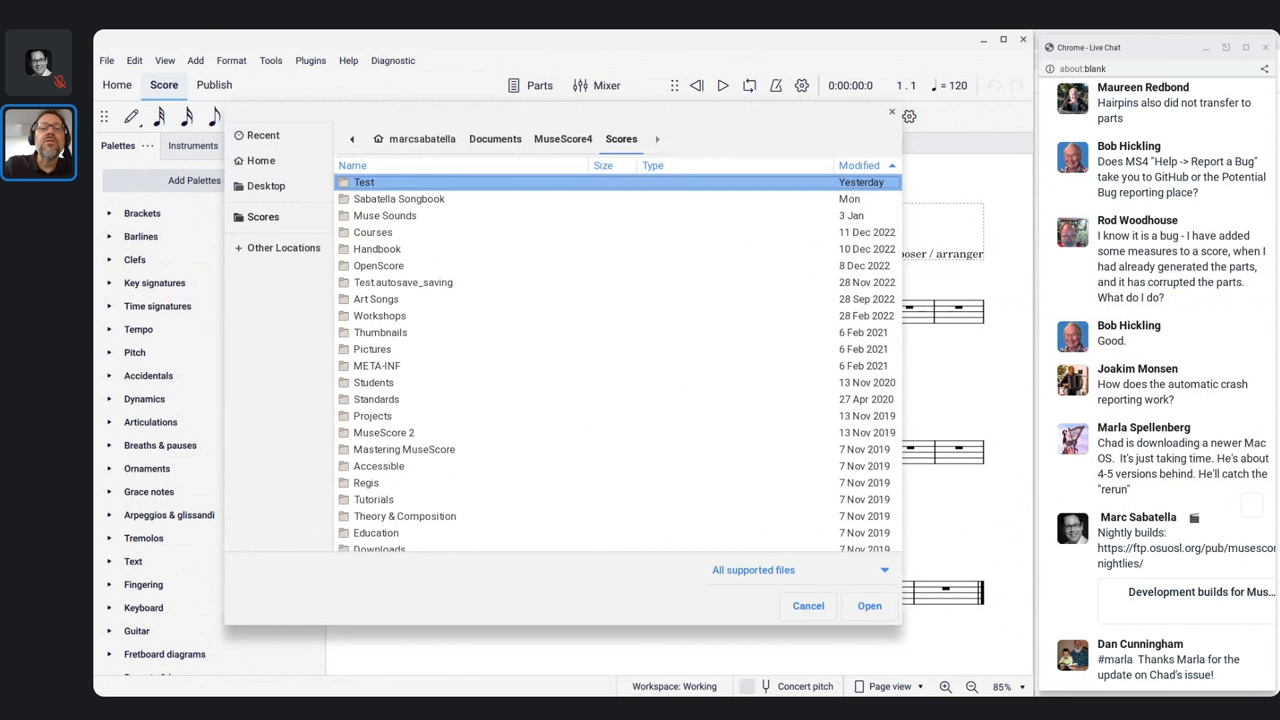 File Edit View Add Format Tools Plugins Help Diagnostic
Home Score Publish Parts Mixer 0:00:00:0 1 . 1 = 120
Palettes Instruments
Add Palettes
Brackets
Barlines
Clefs
Key signatures
Time signatures
Tempo
Pitch
Accidentals
Dynamics
Articulations
Breaths & pauses
Ornaments
Grace notes
Arpeggios & glissandi
Tremolos
Text
Fingering
Keyboard
Guitar
Fretboard diagrams
Recent
Home
Desktop
Scores
Other Locations
marcsabatella Documents MuseScore4 Scores
Name Size Type Modified
Test Yesterday
Sabatella Songbook Mon
Muse Sounds 3 Jan
Courses 11 Dec 2022
Handbook 10 Dec 2022
OpenScore 8 Dec 2022
Test autosave_saving 28 Nov 2022
Art Songs 28 Sep 2022
Workshops 28 Feb 2022
Thumbnails 6 Feb 2021
Pictures 6 Feb 2021
META-INF 6 Feb 2021
Students 13 Nov 2020
Standards 27 Apr 2020
Projects 13 Nov 2019
MuseScore 2 13 Nov 2019
Mastering MuseScore 7 Nov 2019
Accessible 7 Nov 2019
Regis 7 Nov 2019
Tutorials 7 Nov 2019
Theory & Composition 7 Nov 2019
Education 7 Nov 2019
Downloads 7 Nov 2019
All supported files
Cancel Open
poser / arranger
Workspace: Working Concert pitch Page view 85%
Chrome - Live Chat
about:blank
Maureen Redbond
Hairpins also did not transfer to
parts
Bob Hickling
Does MS4 "Help -> Report a Bug"
take you to GitHub or the Potential
Bug reporting place?
Rod Woodhouse
I know it is a bug - I have added
some measures to a score, when I
had already generated the parts,
and it has corrupted the parts.
What do I do?
Bob Hickling
Good.
Joakim Monsen
How does the automatic crash
reporting work?
Marla Spellenberg
Chad is downloading a newer Mac
OS. It's just taking time. He's about
4-5 versions behind. He'll catch the
"rerun"
Marc Sabatella
Nightly builds:
https://ftp.osuosl.org/pub/musescor
nightlies/
Development builds for Mus...
Dan Cunningham
#marla Thanks Marla for the
update on Chad's issue!